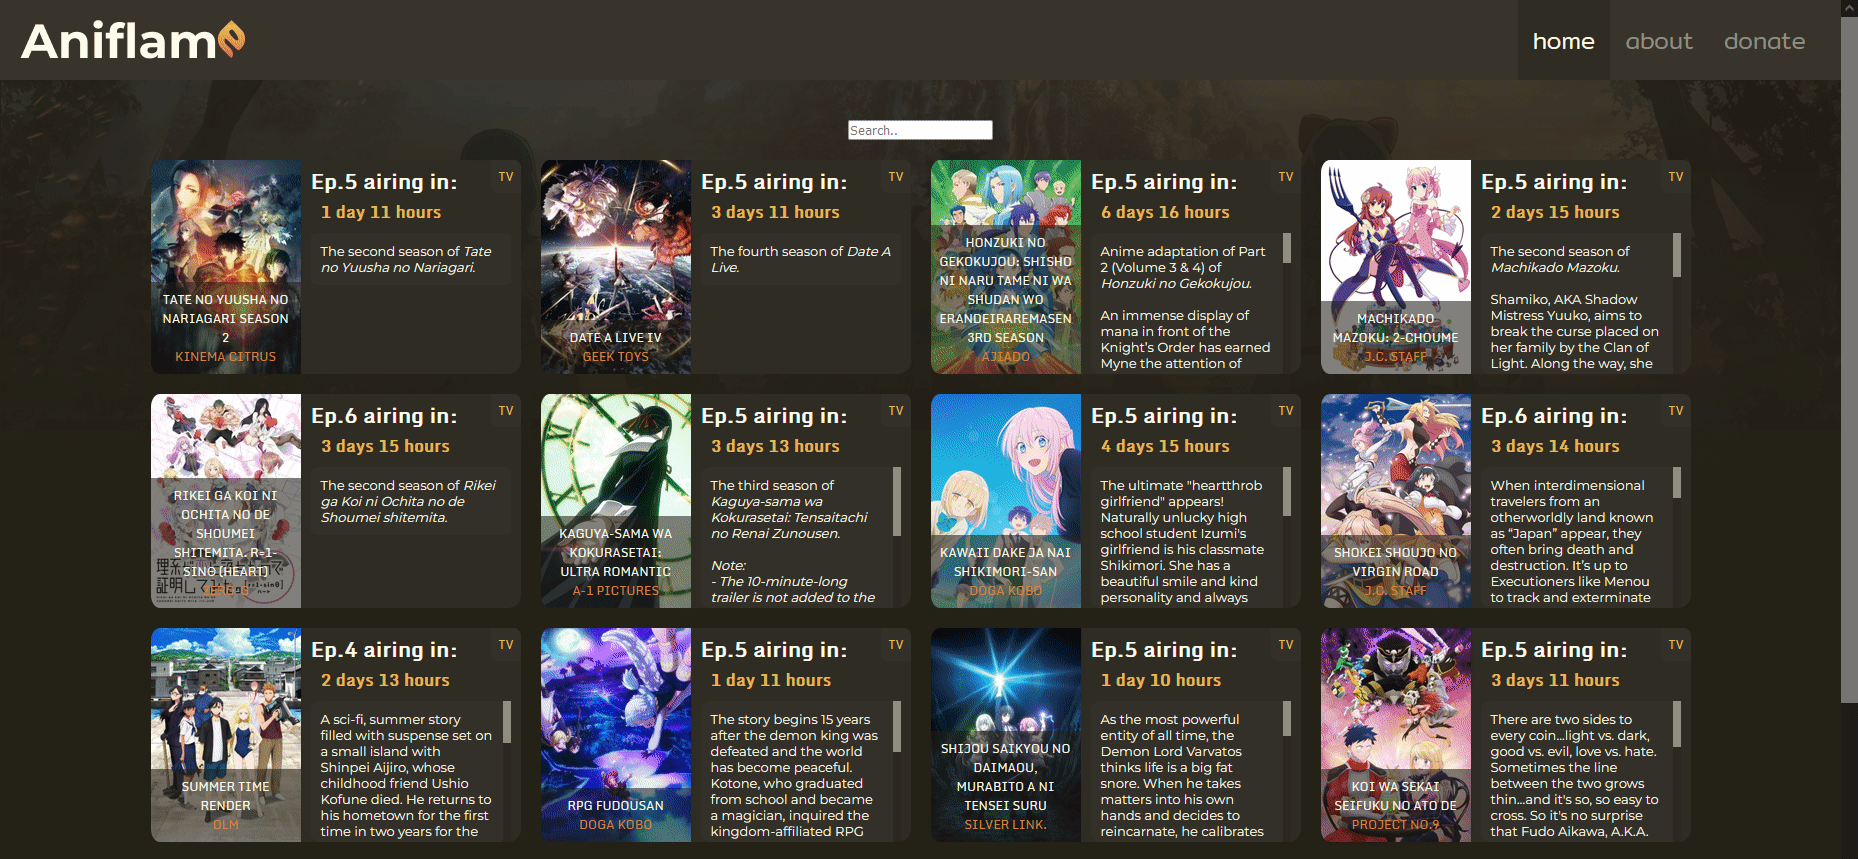 Aniflame
home about donate
Search..
Ep.5 airing in:
TV
1 day 11 hours
The second season of Tate
no Yuusha no Nariagari.
TATE NO YUUSHA NO
NARIAGARI SEASON
2
KINEMA CITRUS
Ep.5 airing in:
TV
3 days 11 hours
The fourth season of Date A
Live.
DATE A LIVE IV
GEEK TOYS
Ep.5 airing in:
TV
6 days 16 hours
Anime adaptation of Part
2 (Volume 3 & 4) of
Honzuki no Gekokujou.
An immense display of
mana in front of the
Knight's Order has earned
Myne the attention of
HONZUKI NO
GEKOKUJOU: SHISHO
NI NARU TAME NI WA
SHUDAN WO
ERANDEIRAREMASEN
3RD SEASON
AJIADO
Ep.5 airing in:
TV
2 days 15 hours
The second season of
Machikado Mazoku.
Shamiko, AKA Shadow
Mistress Yuuko, aims to
break the curse placed on
her family by the Clan of
Light. Along the way, she
MACHIKADO
MAZOKU: 2-CHOUME
J.C. STAFF
Ep.6 airing in:
TV
3 days 15 hours
The second season of Rikei
ga Koi ni Ochita no de
Shoumei shitemita.
RIKEI GA KOI NI
OCHITA NO DE
SHOUMEI
SHITEMITA. R=1-
SINΘ (HEART)
Ep.5 airing in:
TV
3 days 13 hours
The third season of
Kaguya-sama wa
Kokurasetai: Tensaitachi
no Renai Zunousen.
Note:
- The 10-minute-long
trailer is not added to the
KAGUYA-SAMA WA
KOKURASETAI:
ULTRA ROMANTIC
A-1 PICTURES
Ep.5 airing in:
TV
4 days 15 hours
The ultimate "heartthrob
girlfriend" appears!
Naturally unlucky high
school student Izumi's
girlfriend is his classmate
Shikimori. She has a
beautiful smile and kind
personality and always
KAWAII DAKE JA NAI
SHIKIMORI-SAN
DOGA KOBO
Ep.6 airing in:
TV
3 days 14 hours
When interdimensional
travelers from an
otherworldly land known
as “Japan” appear, they
often bring death and
destruction. It’s up to
Executioners like Menou
to track and exterminate
SHOKEI SHOUJO NO
VIRGIN ROAD
J.C. STAFF
Ep.4 airing in:
TV
2 days 13 hours
A sci-fi, summer story
filled with suspense set on
a small island with
Shinpei Aijiro, whose
childhood friend Ushio
Kofune died. He returns to
his hometown for the first
time in two years for the
SUMMER TIME
RENDER
OLM
Ep.5 airing in:
TV
1 day 11 hours
The story begins 15 years
after the demon king was
defeated and the world
has become peaceful.
Kotone, who graduated
from school and became
a magician, inquired the
kingdom-affiliated RPG
RPG FUDOUSAN
DOGA KOBO
Ep.5 airing in:
TV
1 day 10 hours
As the most powerful
entity of all time, the
Demon Lord Varvatos
thinks life is a big fat
snore. When he takes
matters into his own
hands and decides to
reincarnate, he calibrates
SHIJOU SAIKYOU NO
DAIMAOU,
MURABITO A NI
TENSEI SURU
SILVER LINK.
Ep.5 airing in:
TV
3 days 11 hours
There are two sides to
every coin...light vs. dark,
good vs. evil, love vs. hate.
Sometimes the line
between the two grows
thin...and it's so, so easy to
cross. So it's no surprise
that Fudo Aikawa, A.K.A.
KOI WA SEKAI
SEIFUKU NO ATO DE
PROJECT NO.9